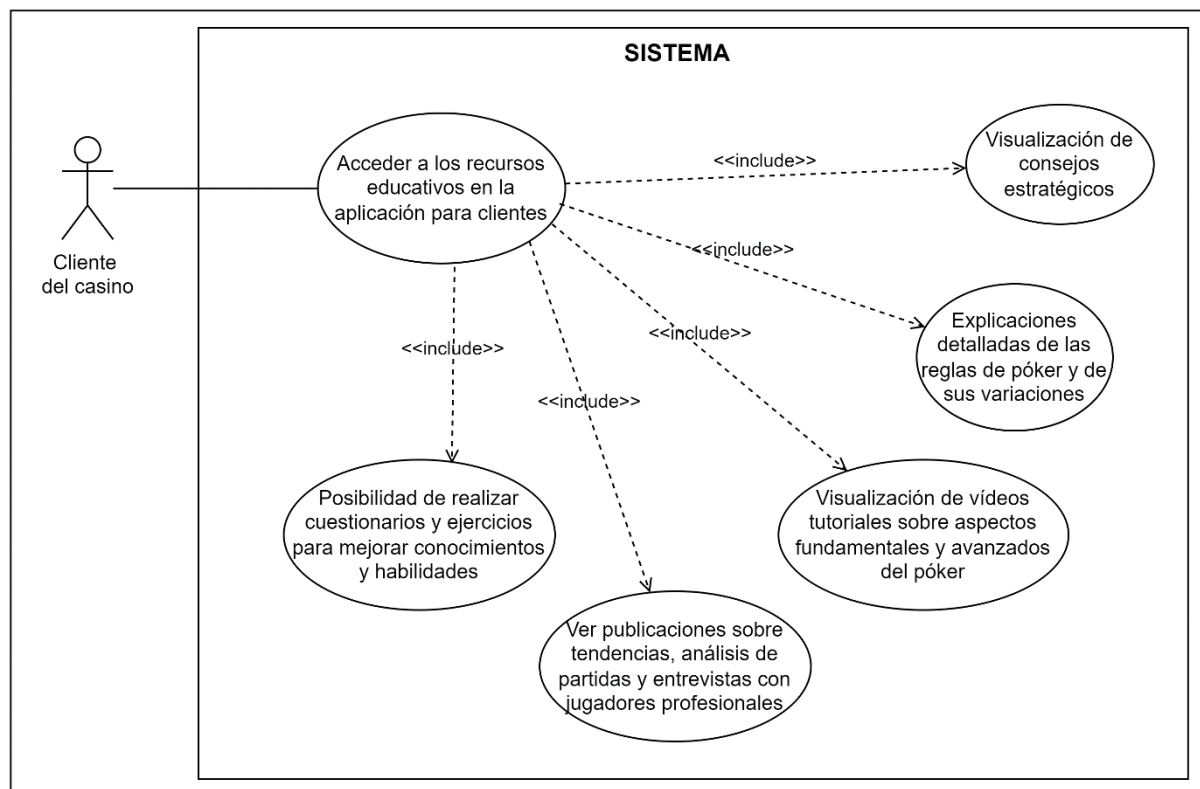 SISTEMA
Cliente
del casino
Acceder a los recursos
educativos en la
aplicación para clientes
<<include>>
Visualización de
consejos
estratégicos
<<include>>
Explicaciones
detalladas de las
reglas de póker y de
sus variaciones
<<include>>
Visualización de vídeos
tutoriales sobre aspectos
fundamentales y avanzados
del póker
<<include>>
Ver publicaciones sobre
tendencias, análisis de
partidas y entrevistas con
jugadores profesionales
<<include>>
Posibilidad de realizar
cuestionarios y ejercicios
para mejorar conocimientos
y habilidades